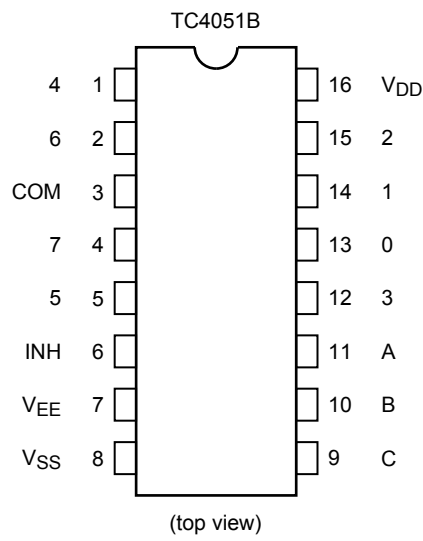 TC4051B
4 1 16 VDD
6 2 15 2
COM 3 14 1
7 4 13 0
5 5 12 3
INH 6 11 A
VEE 7 10 B
VSS 8 9 C
(top view)